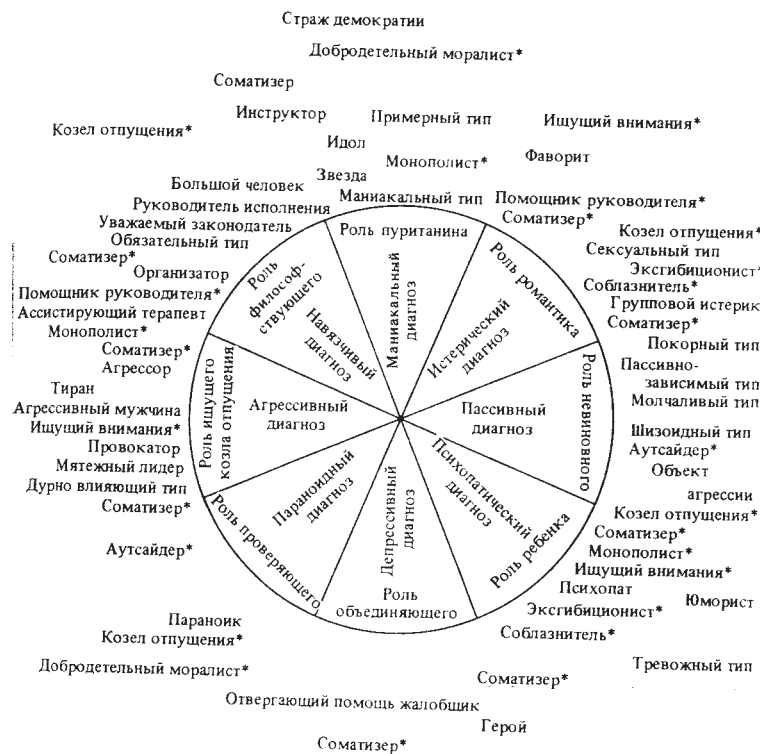 Страж демократии
Добродетельный моралист*
Соматизер
Инструктор
Примерный тип
Ищущий внимания*
Козел отпущения*
Идол
Монополист*
Фаворит
Звезда
Большой человек
Маниакальный тип
Помощник руководителя*
Руководитель исполнения
Соматизер*
Уважаемый законодатель
Козел отпущения*
Обязательный тип
Сексуальный тип
Соматизер*
Эксгибиционист*
Организатор
Соблазнитель*
Помощник руководителя*
Групповой истерик
Ассистирующий терапевт
Соматизер*
Монополист*
Покорный тип
Соматизер*
Пассивно-
зависимый тип
Агрессор
Молчаливый тип
Тиран
Агрессивный мужчина
Шизоидный тип
Ищущий внимания*
Аутсайдер*
Провокатор
Объект
агрессии
Мятежный лидер
Дурно влияющий тип
Козел отпущения*
Соматизер*
Соматизер*
Монополист*
Аутсайдер*
Ищущий внимания*
Психопат
Юморист
Эксгибиционист*
Параноик
Соблазнитель*
Козел отпущения*
Добродетельный моралист*
Тревожный тип
Соматизер*
Отвергающий помощь жалобщик
Герой
Соматизер*
Роль пуританина
Маниакальный
диагноз
Роль романтика
Истерический
диагноз
Роль невиновного
Пассивный
диагноз
Роль ребенка
Психопатический
диагноз
Роль
объединяющего
Депрессивный
диагноз
Роль проверяющего
Параноидный
диагноз
Роль ищущего
козла отпущения
Агрессивный
диагноз
Роль
философ-
ствующего
Навязчивый
диагноз